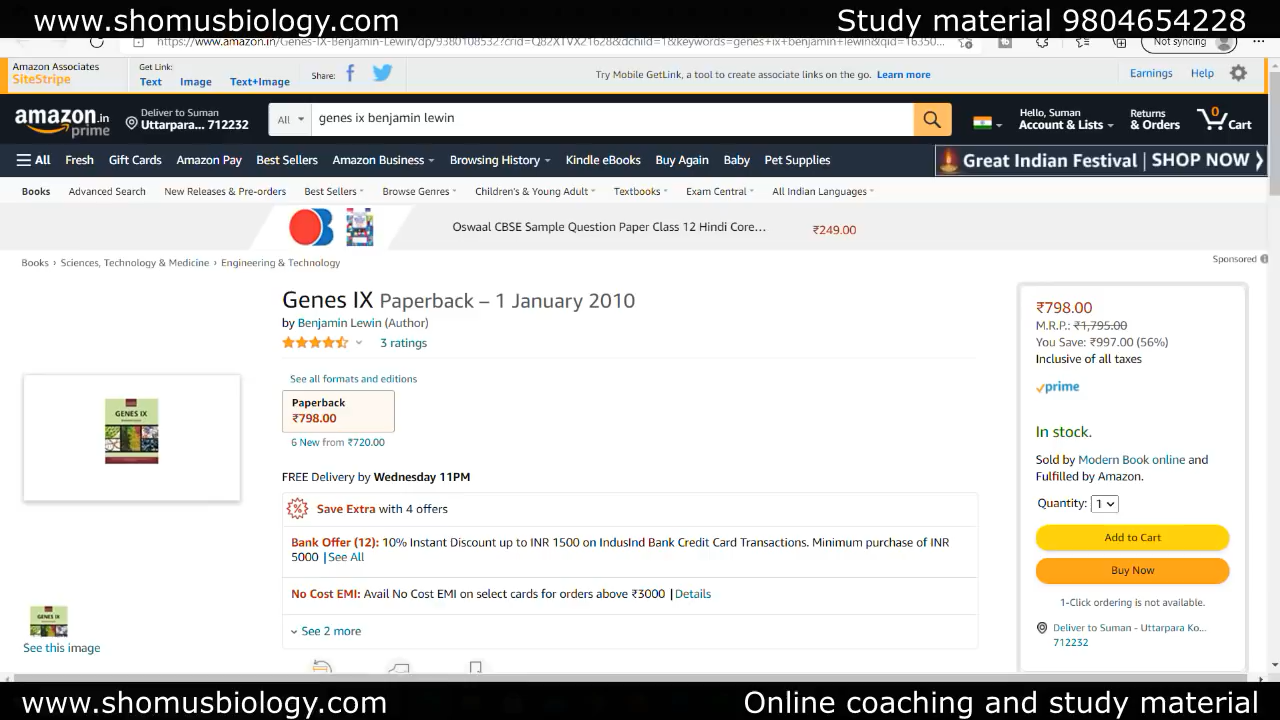 www.shomusbiology.com
Study material 9804654228
Not syncing
Amazon Associates
SiteStripe
Get Link:
Text Image Text+Image
Share:
Try Mobile GetLink, a tool to create associate links on the go. Learn more
Earnings Help
amazon.in
prime
Deliver to Suman
Uttarpara... 712232
All
genes ix benjamin lewin
Hello, Suman
Account & Lists
Returns
& Orders
0
Cart
All Fresh Gift Cards Amazon Pay Best Sellers Amazon Business Browsing History Kindle eBooks Buy Again Baby Pet Supplies
Great Indian Festival | SHOP NOW
Books Advanced Search New Releases & Pre-orders Best Sellers Browse Genres Children's & Young Adult Textbooks Exam Central All Indian Languages
Oswaal CBSE Sample Question Paper Class 12 Hindi Core...
₹249.00
Sponsored
Books › Sciences, Technology & Medicine › Engineering & Technology
Genes IX Paperback – 1 January 2010
by Benjamin Lewin (Author)
3 ratings
See all formats and editions
Paperback
₹798.00
6 New from ₹720.00
GENES IX
FREE Delivery by Wednesday 11PM
Save Extra with 4 offers
Bank Offer (12): 10% Instant Discount up to INR 1500 on IndusInd Bank Credit Card Transactions. Minimum purchase of INR
5000 | See All
No Cost EMI: Avail No Cost EMI on select cards for orders above ₹3000 | Details
See 2 more
GENES IX
See this image
₹798.00
M.R.P.: ₹1,795.00
You Save: ₹997.00 (56%)
Inclusive of all taxes
prime
In stock.
Sold by Modern Book online and
Fulfilled by Amazon.
Quantity: 1
Add to Cart
Buy Now
1-Click ordering is not available.
Deliver to Suman - Uttarpara Ko...
712232
www.shomusbiology.com
Online coaching and study material